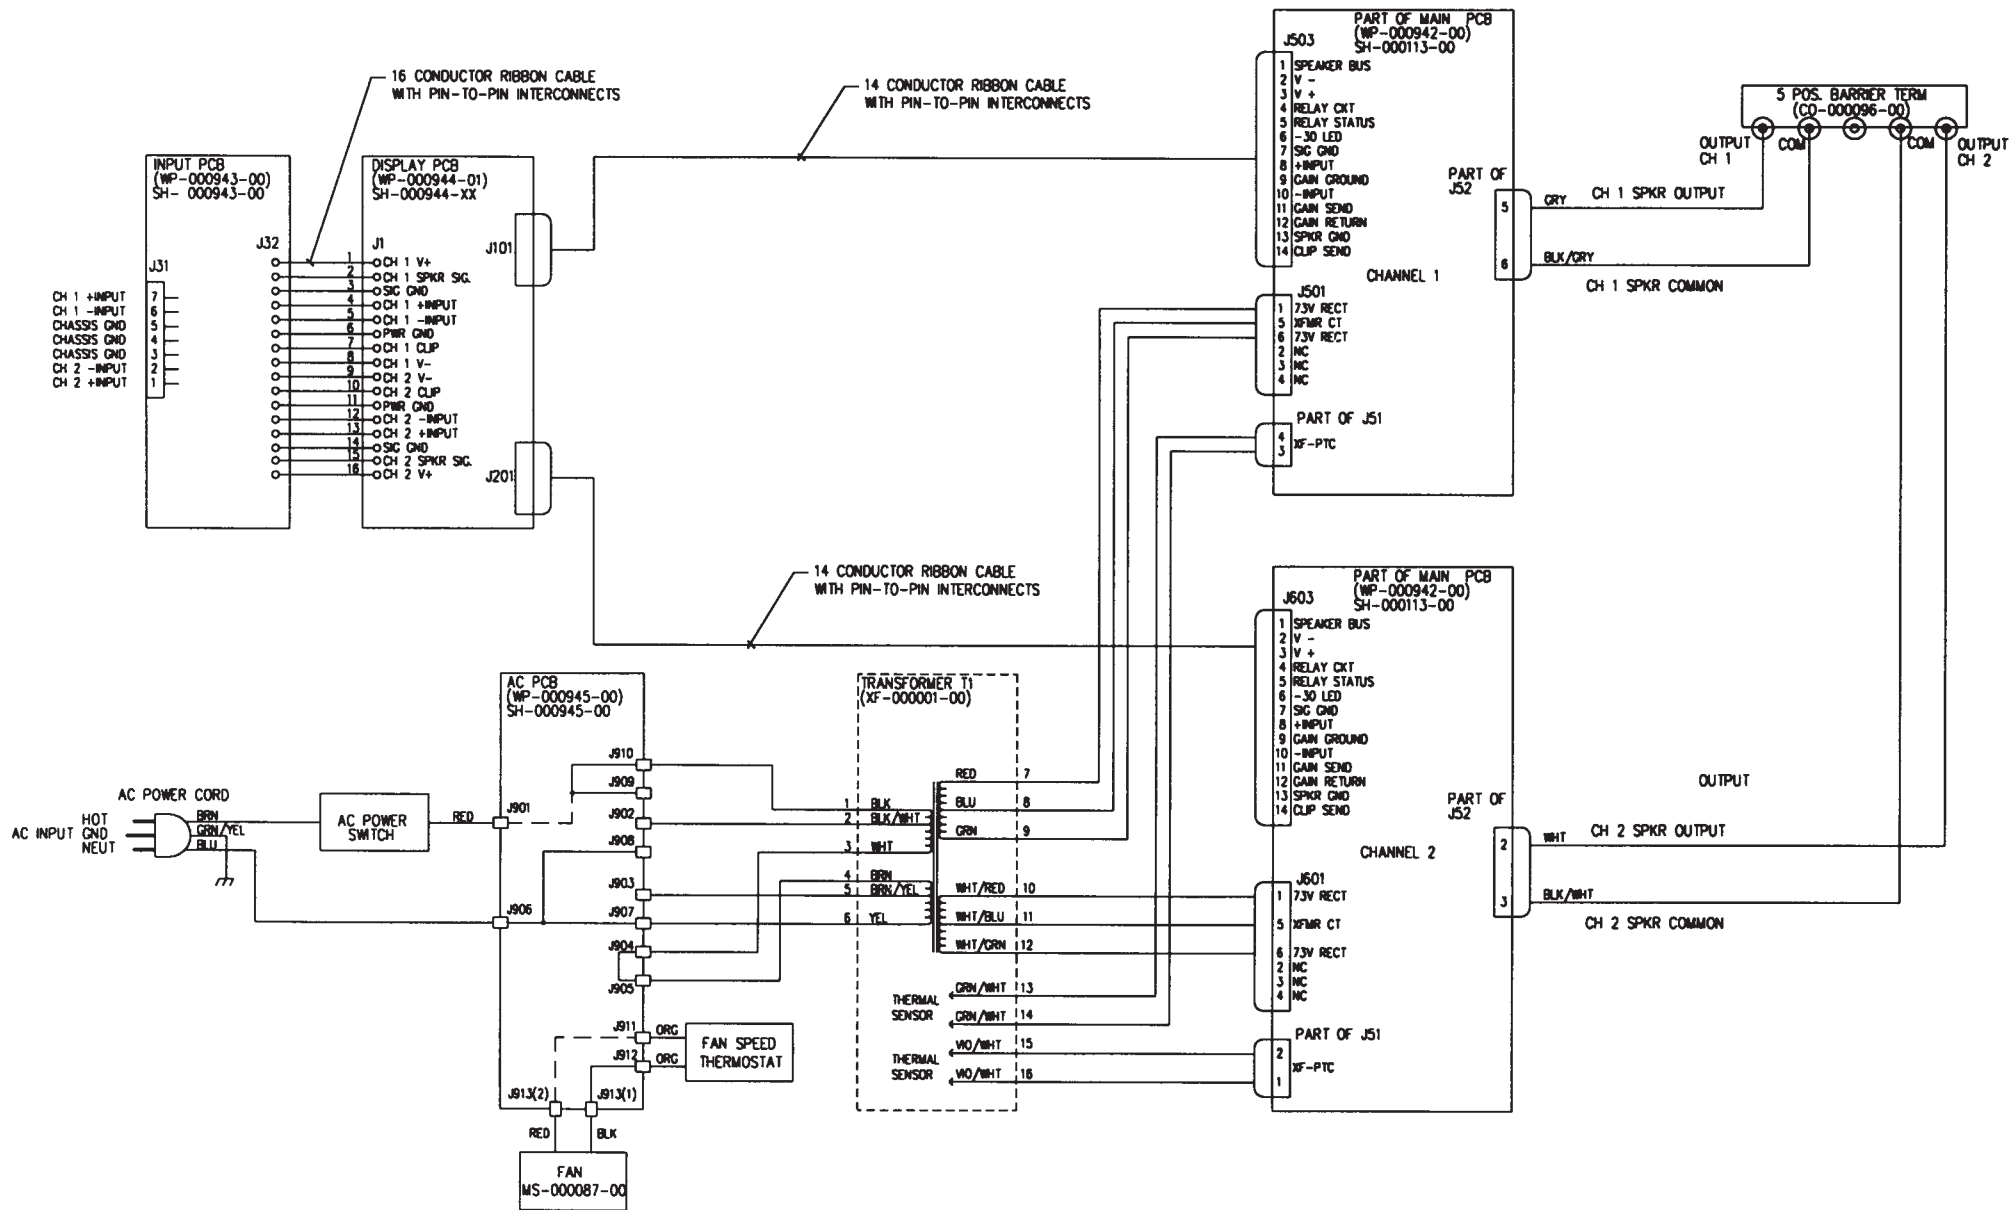 16 CONDUCTOR RIBBON CABLE
WITH PIN-TO-PIN INTERCONNECTS
14 CONDUCTOR RIBBON CABLE
WITH PIN-TO-PIN INTERCONNECTS
INPUT PCB
(WP-000943-00)
SH- 000943-00
J32
J31
CH 1 +INPUT 7
CH 1 -INPUT 6
CHASSIS GND 5
CHASSIS GND 4
CHASSIS GND 3
CH 2 -INPUT 2
CH 2 +INPUT 1
DISPLAY PCB
(WP-000944-01)
SH-000944-XX
J1
J101
1 CH 1 V+
2 CH 1 SPKR SIG.
3 SIG GND
4 CH 1 +INPUT
5 CH 1 -INPUT
6 PWR GND
7 CH 1 CLIP
8 CH 1 V-
9 CH 2 V-
10 CH 2 CLIP
11 PWR GND
12 CH 2 -INPUT
13 CH 2 +INPUT
14 SIG GND
15 CH 2 SPKR SIG.
16 CH 2 V+
J201
PART OF MAIN PCB
(WP-000942-00)
SH-000113-00
J503
1 SPEAKER BUS
2 V -
3 V +
4 RELAY CKT
5 RELAY STATUS
6 -30 LED
7 SIG GND
8 +INPUT
9 GAIN GROUND
10 -INPUT
11 GAIN SEND
12 GAIN RETURN
13 SPKR GND
14 CLIP SEND
CHANNEL 1
J501
1 73V RECT
5 XFMR CT
6 73V RECT
2 NC
3 NC
4 NC
PART OF J51
4
3
XF-PTC
PART OF
J52
5
6
GRY
CH 1 SPKR OUTPUT
BLK/GRY
CH 1 SPKR COMMON
5 POS. BARRIER TERM
(CO-000096-00)
OUTPUT
CH 1
COM
COM
OUTPUT
CH 2
14 CONDUCTOR RIBBON CABLE
WITH PIN-TO-PIN INTERCONNECTS
PART OF MAIN PCB
(WP-000942-00)
SH-000113-00
J603
1 SPEAKER BUS
2 V -
3 V +
4 RELAY CKT
5 RELAY STATUS
6 -30 LED
7 SIG GND
8 +INPUT
9 GAIN GROUND
10 -INPUT
11 GAIN SEND
12 GAIN RETURN
13 SPKR GND
14 CLIP SEND
CHANNEL 2
J601
1 73V RECT
5 XFMR CT
6 73V RECT
2 NC
3 NC
4 NC
PART OF J51
2
1
XF-PTC
PART OF
J52
2
3
OUTPUT
WHT
CH 2 SPKR OUTPUT
BLK/WHT
CH 2 SPKR COMMON
AC POWER CORD
AC INPUT
HOT
GND
NEUT
BRN
GRN/YEL
BLU
AC POWER
SWITCH
RED
AC PCB
(WP-000945-00)
SH-000945-00
J901
J906
J910
J909
J902
J908
J903
J907
J904
J905
J911
J912
J913(2)
J913(1)
ORG
ORG
FAN SPEED
THERMOSTAT
RED
BLK
FAN
MS-000087-00
TRANSFORMER T1
(XF-000001-00)
1 BLK
2 BLK/WHT
3 WHT
4 BRN
5 BRN/YEL
6 YEL
RED 7
BLU 8
GRN 9
WHT/RED 10
WHT/BLU 11
WHT/GRN 12
THERMAL
SENSOR
GRN/WHT 13
GRN/WHT 14
THERMAL
SENSOR
VIO/WHT 15
VIO/WHT 16